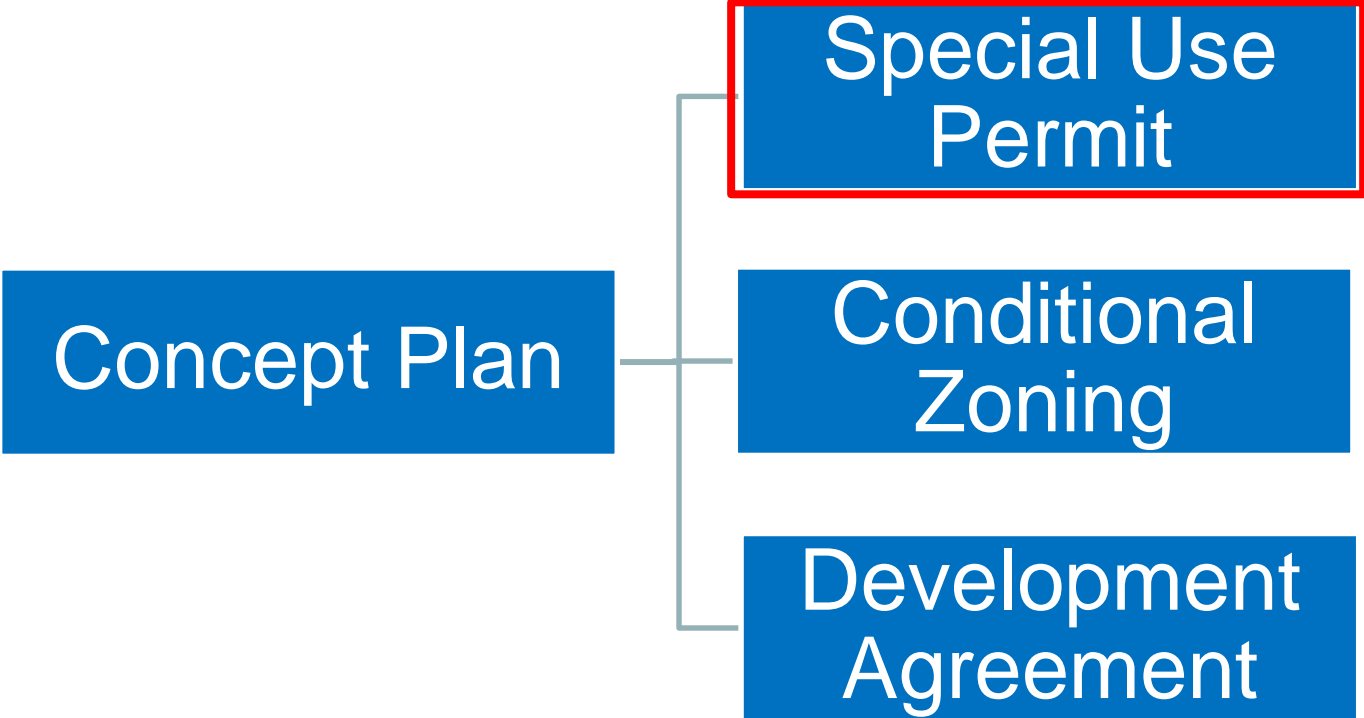 Special Use
Permit
Concept Plan
Conditional
Zoning
Development
Agreement